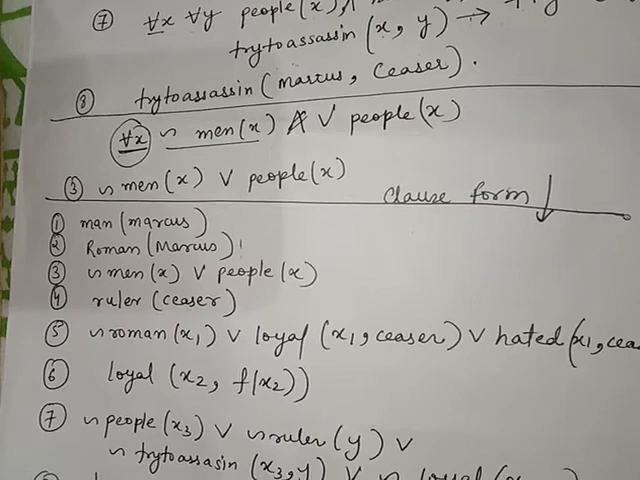 ⑦ ∀x ∀y people(x) ∧
trytoassassin(x, y) →
⑧ trytoassassin(marcus, Ceaser).
∀x ~ men(x) ∨ people(x)
③ ~ men(x) ∨ people(x)
Clause form ↓
① man(marcus)
② Roman(Marcus)
③ ~men(x) ∨ people(x)
④ ruler(ceaser)
⑤ ~roman(x₁) ∨ loyal(x₁, ceaser) ∨ hated(x₁, cea
⑥ loyal(x₂, f(x₂))
⑦ ~people(x₃) ∨ ~ruler(y) ∨
~ trytoassasin(x₃, y) ∨ ~ loyal(